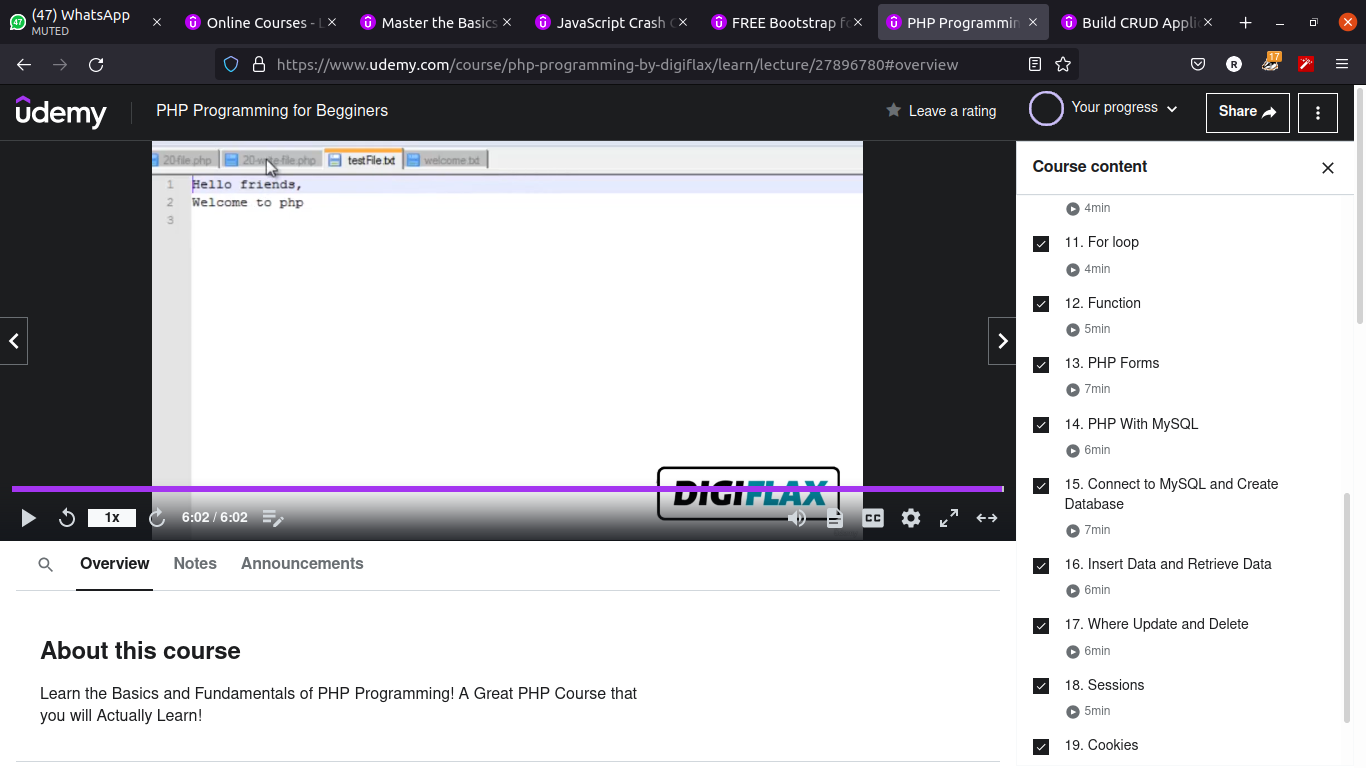 (47) WhatsApp
MUTED
Online Courses - L
Master the Basics
JavaScript Crash C
FREE Bootstrap fo
PHP Programmin
Build CRUD Appli
https://www.udemy.com/course/php-programming-by-digiflax/learn/lecture/27896780#overview
17
R
udemy
PHP Programming for Begginers
Leave a rating
Your progress
Share
20-file.php
20-write-file.php
testFile.txt
welcome.txt
1 Hello friends,
2 Welcome to php
3
DIGIFLAX
1x
6:02 / 6:02
CC
Course content
4min
11. For loop
4min
12. Function
5min
13. PHP Forms
7min
14. PHP With MySQL
6min
15. Connect to MySQL and Create
Database
7min
16. Insert Data and Retrieve Data
6min
17. Where Update and Delete
6min
18. Sessions
5min
19. Cookies
Overview
Notes
Announcements
About this course
Learn the Basics and Fundamentals of PHP Programming! A Great PHP Course that
you will Actually Learn!